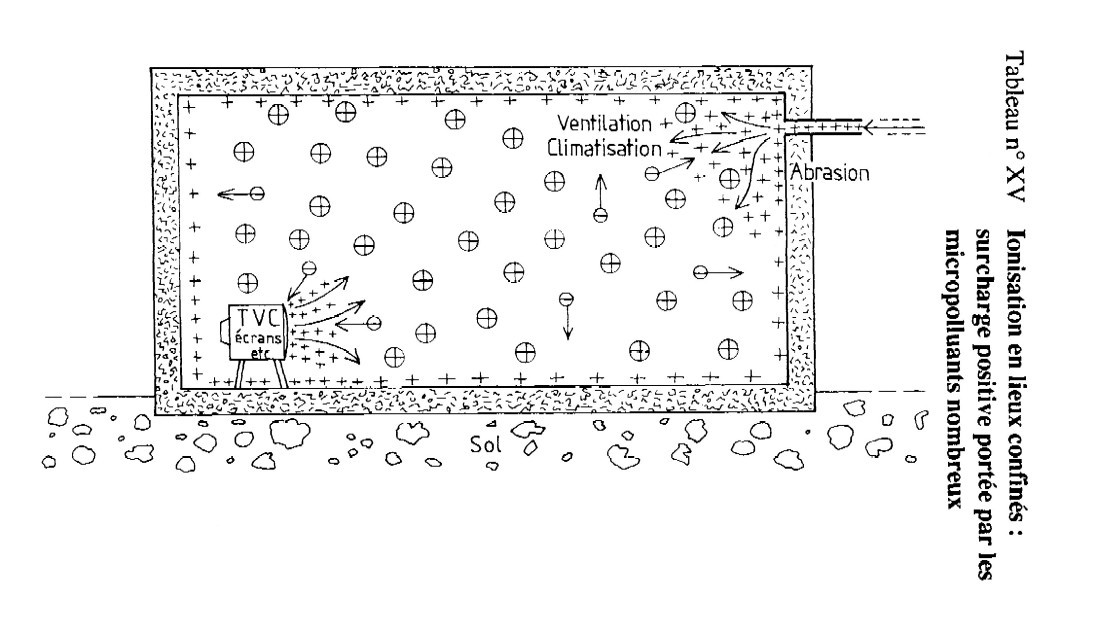 Tableau n° XV Ionisation en lieux confinés :
surcharge positive portée par les
micropolluants nombreux
Ventilation
Climatisation
Abrasion
TVC
écrans
etc
Sol